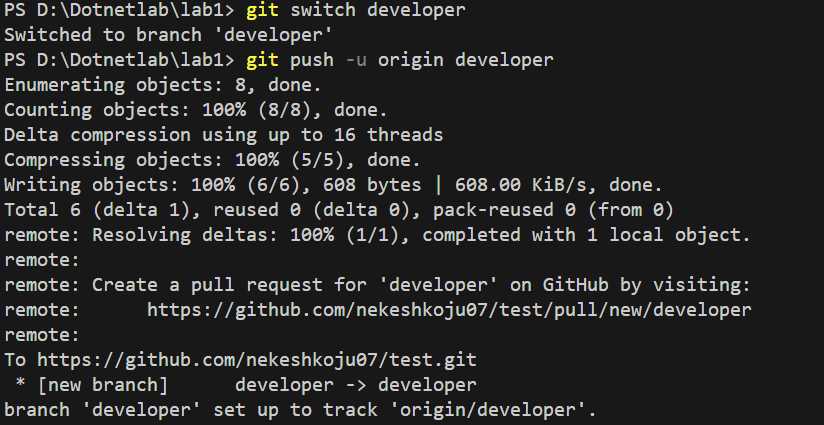 PS D:\Dotnetlab\lab1> git switch developer
Switched to branch 'developer'
PS D:\Dotnetlab\lab1> git push -u origin developer
Enumerating objects: 8, done.
Counting objects: 100% (8/8), done.
Delta compression using up to 16 threads
Compressing objects: 100% (5/5), done.
Writing objects: 100% (6/6), 608 bytes | 608.00 KiB/s, done.
Total 6 (delta 1), reused 0 (delta 0), pack-reused 0 (from 0)
remote: Resolving deltas: 100% (1/1), completed with 1 local object.
remote:
remote: Create a pull request for 'developer' on GitHub by visiting:
remote:      https://github.com/nekeshkoju07/test/pull/new/developer
remote:
To https://github.com/nekeshkoju07/test.git
 * [new branch]      developer -> developer
branch 'developer' set up to track 'origin/developer'.